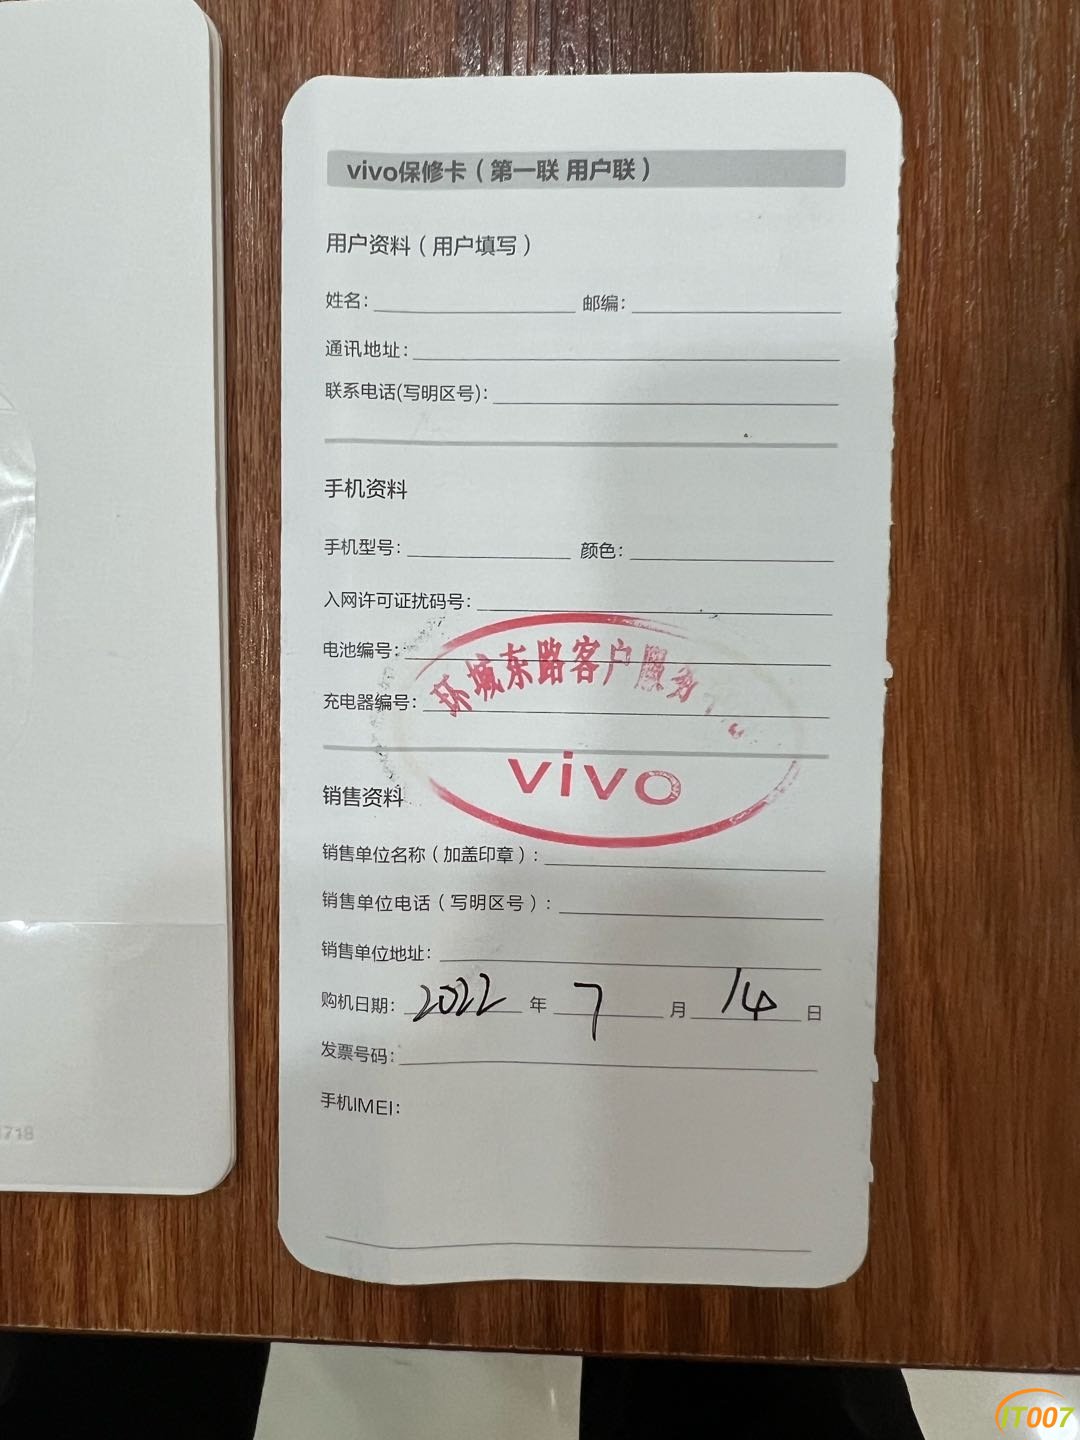 vivo保修卡（第一联 用户联）
用户资料（用户填写）
姓名： 邮编：
通讯地址：
联系电话(写明区号)：
手机资料
手机型号： 颜色：
入网许可证扰码号：
电池编号：
充电器编号：
环城东路客户服务
vivo
销售资料
销售单位名称（加盖印章）：
销售单位电话（写明区号）：
销售单位地址：
购机日期：2022 年 7 月 14 日
发票号码：
手机IMEI：
718
IT007